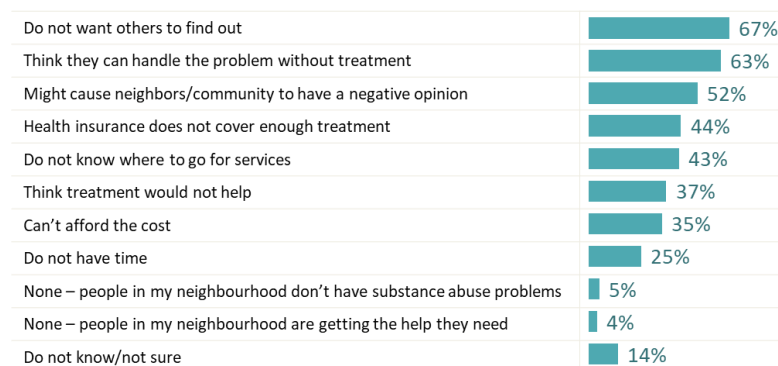 Do not want others to find out 67%
Think they can handle the problem without treatment 63%
Might cause neighbors/community to have a negative opinion 52%
Health insurance does not cover enough treatment 44%
Do not know where to go for services 43%
Think treatment would not help 37%
Can't afford the cost 35%
Do not have time 25%
None – people in my neighbourhood don't have substance abuse problems 5%
None – people in my neighbourhood are getting the help they need 4%
Do not know/not sure 14%